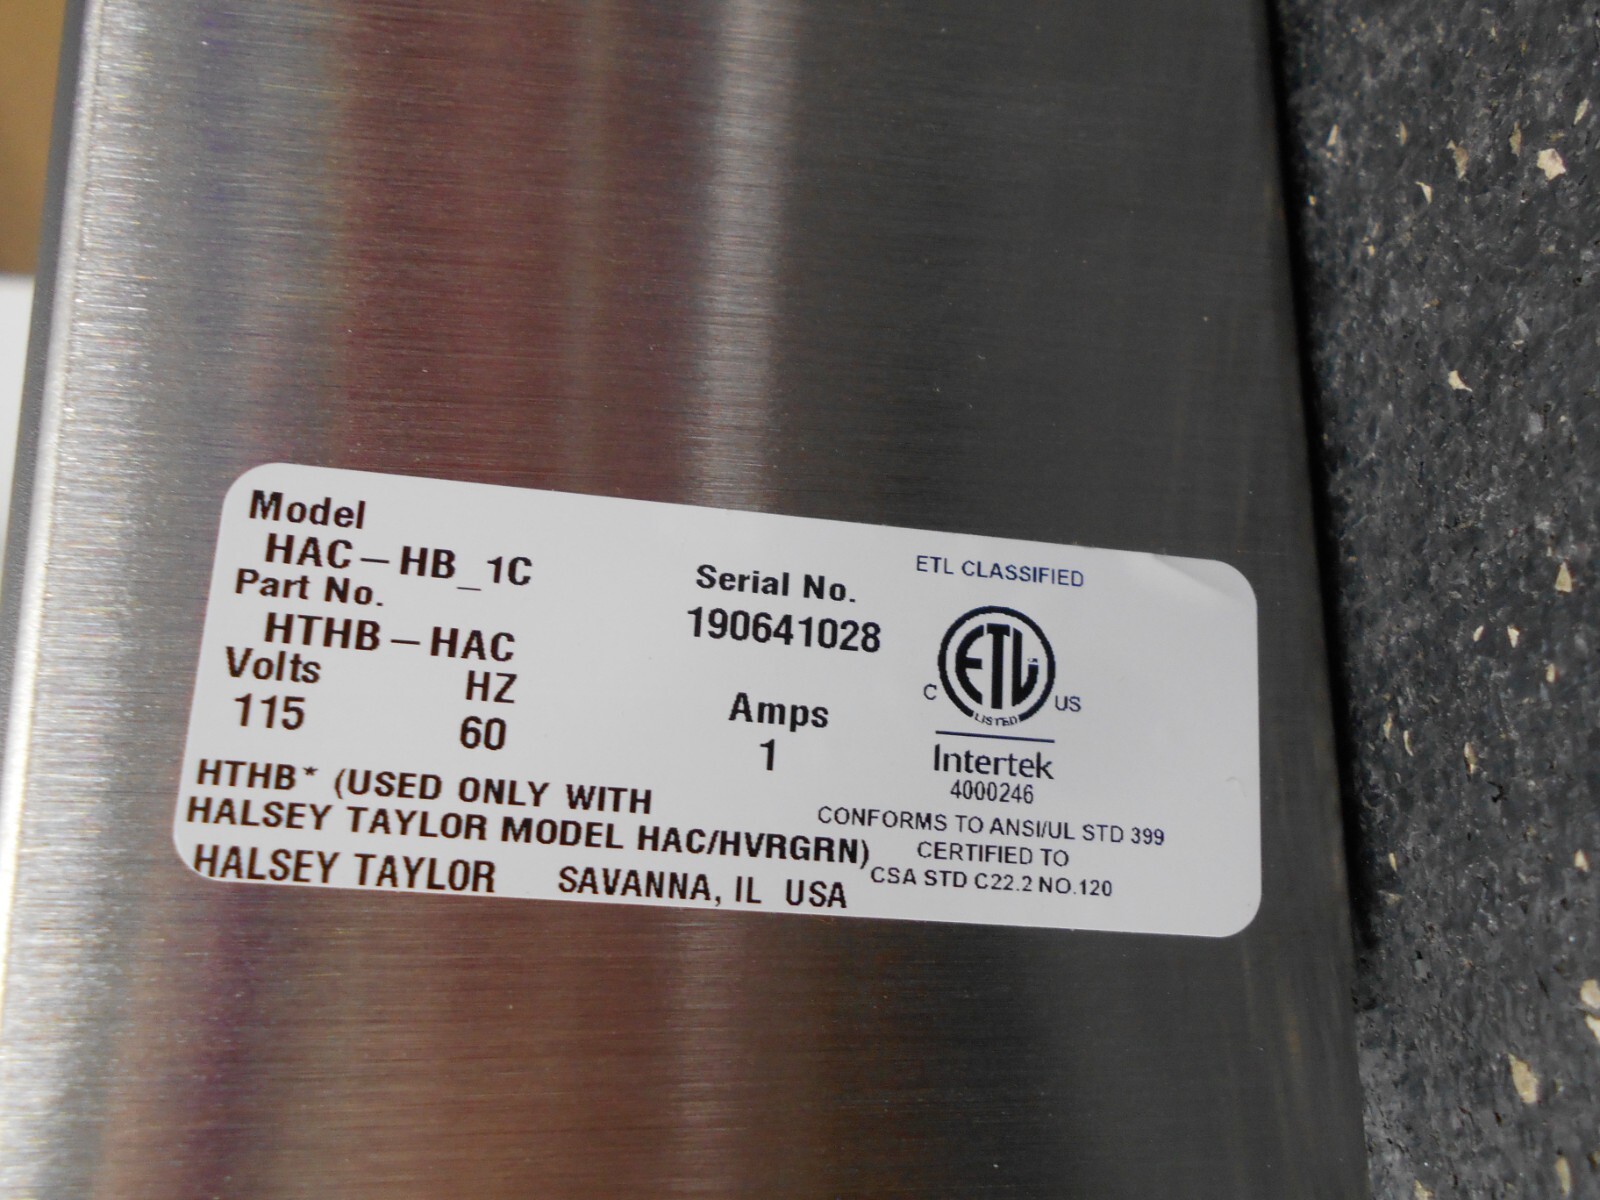 Model
HAC-HB_1C
Part No.
HTHB-HAC
Serial No.
190641028
Volts
115
HZ
60
Amps
1
HTHB* (USED ONLY WITH
HALSEY TAYLOR MODEL HAC/HVRGRN)
HALSEY TAYLOR SAVANNA, IL USA
ETL CLASSIFIED
ETL
C US
LISTED
Intertek
4000246
CONFORMS TO ANSI/UL STD 399
CERTIFIED TO
CSA STD C22.2 NO.120